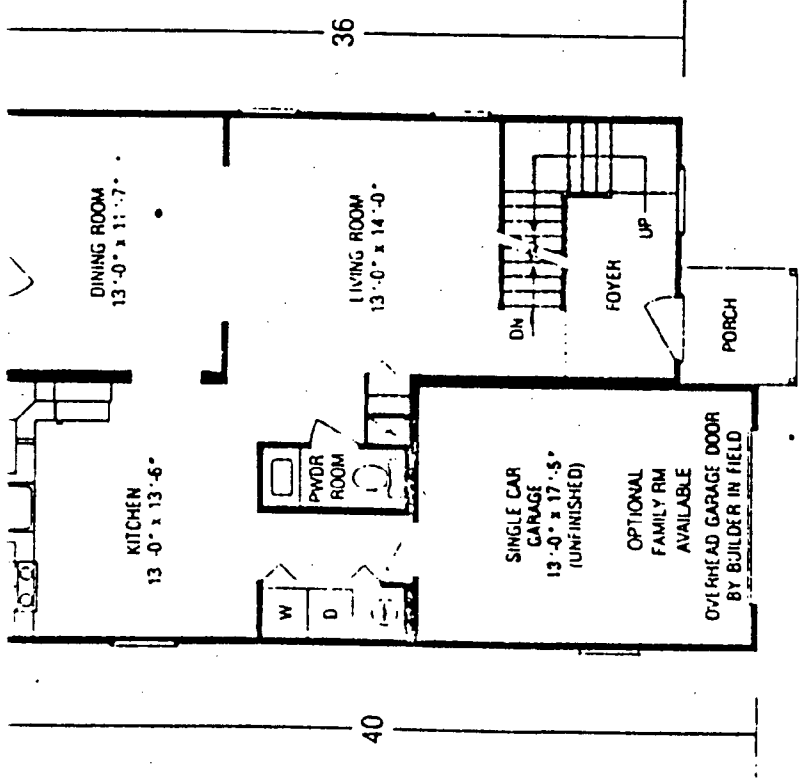 36
DINING ROOM
13'-0" x 11'-7"
LIVING ROOM
13'-0" x 14'-0"
DN
UP
FOYER
PORCH
KITCHEN
13'-0" x 13'-6"
PWDR
ROOM
W
D
SINGLE CAR
GARAGE
13'-0" x 17'-5"
(UNFINISHED)
OPTIONAL
FAMILY RM
AVAILABLE
OVERHEAD GARAGE DOOR
BY BUILDER IN FIELD
40